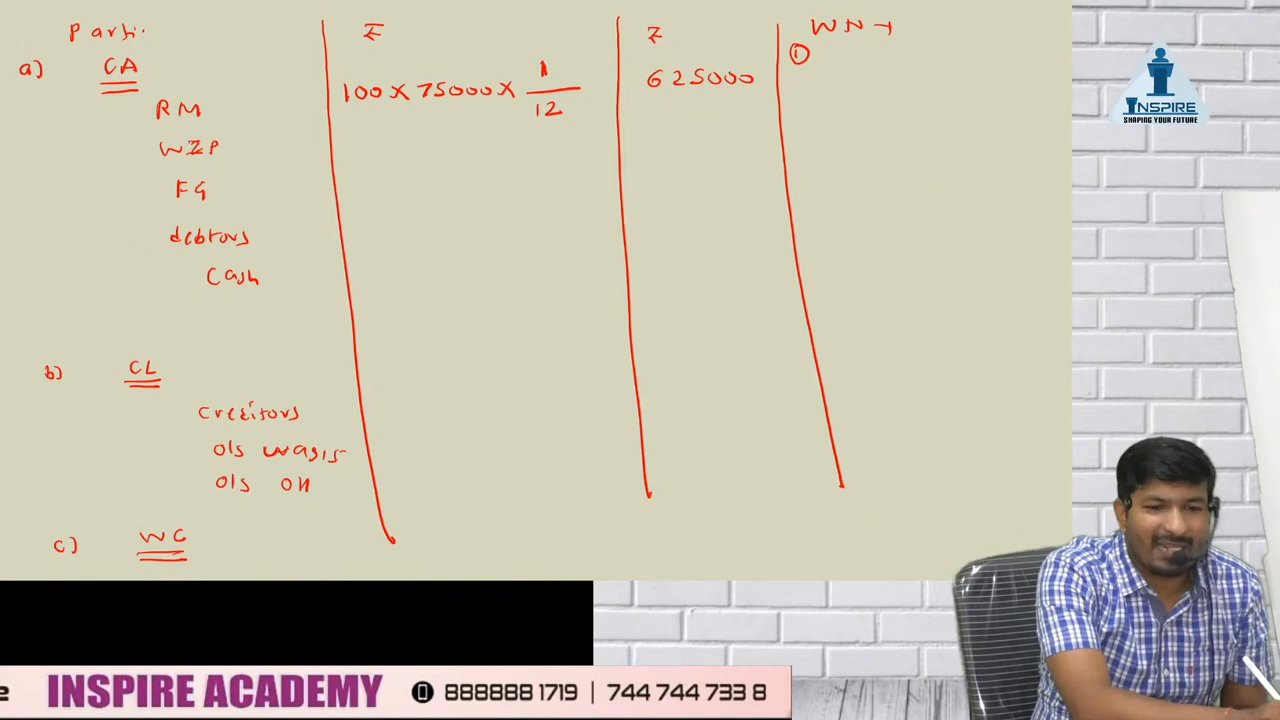 Parti. ₹ ₹ WN-1
a) CA 100 × 75000 × 1/12 625000 ①
RM
WIP
FG
debtors
Cash
b) CL
Creditors
o/s wages
o/s OH
c) WC
INSPIRE
SHAPING YOUR FUTURE
e INSPIRE ACADEMY 888888 1719 | 744 744 733 8